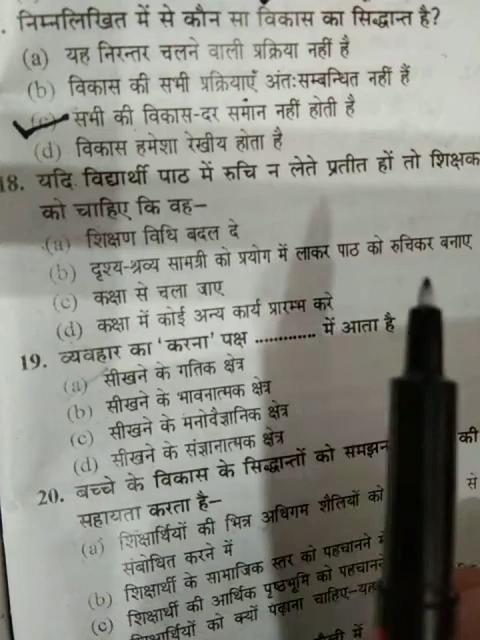 . निम्नलिखित में से कौन सा विकास का सिद्धान्त है?
(a) यह निरन्तर चलने वाली प्रक्रिया नहीं है
(b) विकास की सभी प्रक्रियाएँ अंत:सम्बन्धित नहीं हैं
(c) सभी की विकास-दर समान नहीं होती है
(d) विकास हमेशा रेखीय होता है
18. यदि विद्यार्थी पाठ में रुचि न लेते प्रतीत हों तो शिक्षक
को चाहिए कि वह–
(a) शिक्षण विधि बदल दे
(b) दृश्य-श्रव्य सामग्री को प्रयोग में लाकर पाठ को रुचिकर बनाए
(c) कक्षा से चला जाए
(d) कक्षा में कोई अन्य कार्य प्रारम्भ करे
19. व्यवहार का 'करना' पक्ष ............. में आता है
(a) सीखने के गतिक क्षेत्र
(b) सीखने के भावनात्मक क्षेत्र
(c) सीखने के मनोवैज्ञानिक क्षेत्र
(d) सीखने के संज्ञानात्मक क्षेत्र
20. बच्चे के विकास के सिद्धान्तों को की
सहायता करता है–
(a) शिक्षार्थियों की भिन्न अधिगम शैलियों को से
संबोधित करने में
(b) शिक्षार्थी के सामाजिक स्तर को पहचानने
(c) शिक्षार्थी की आर्थिक पृष्ठभूमि को पहचानने
को क्यों पढ़ाना चाहिए–